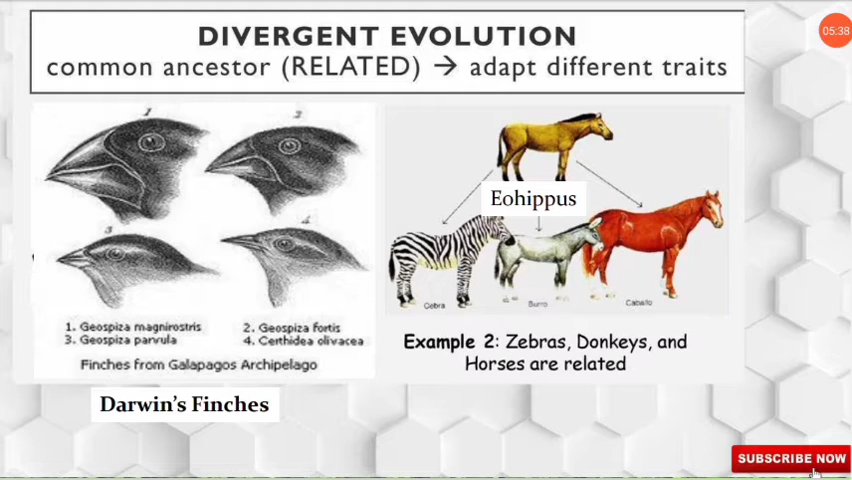 05:38
DIVERGENT EVOLUTION
common ancestor (RELATED) → adapt different traits
1
2
3
4
1. Geospiza magnirostris
2. Geospiza fortis
3. Geospiza parvula
4. Certhidea olivacea
Finches from Galapagos Archipelago
Darwin's Finches
Eohippus
Cebra
Burro
Caballo
Example 2: Zebras, Donkeys, and
Horses are related
SUBSCRIBE NOW